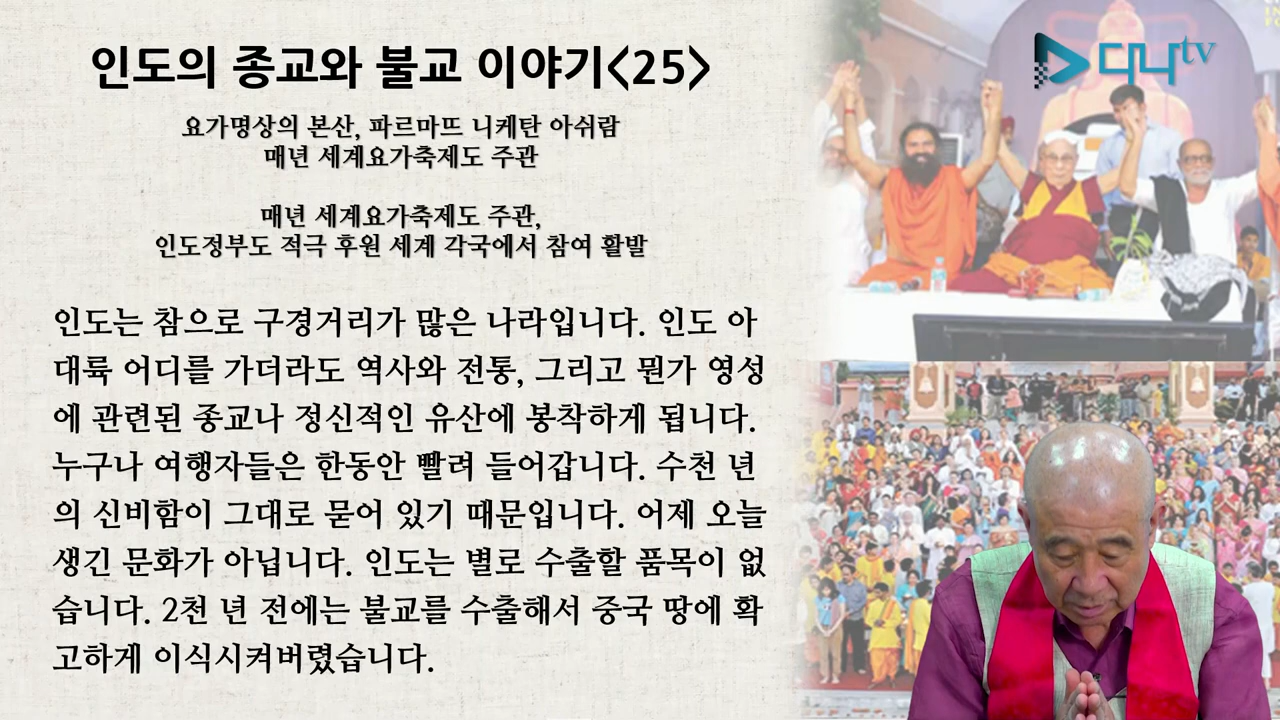 인도의 종교와 불교 이야기<25>
요가명상의 본산, 파르마뜨 니케탄 아쉬람
매년 세계요가축제도 주관
매년 세계요가축제도 주관,
인도정부도 적극 후원 세계 각국에서 참여 활발
인도는 참으로 구경거리가 많은 나라입니다. 인도 아
대륙 어디를 가더라도 역사와 전통, 그리고 뭔가 영성
에 관련된 종교나 정신적인 유산에 봉착하게 됩니다.
누구나 여행자들은 한동안 빨려 들어갑니다. 수천 년
의 신비함이 그대로 묻어 있기 때문입니다. 어제 오늘
생긴 문화가 아닙니다. 인도는 별로 수출할 품목이 없
습니다. 2천 년 전에는 불교를 수출해서 중국 땅에 확
고하게 이식시켜버렸습니다.